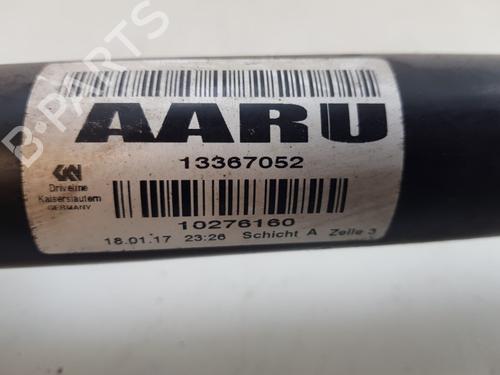 AARU
13367052
GKN
Driveline
Kaiserslautern
GERMANY
10276160
18.01.17 23:26 Schicht A Zelle 3
B-PARTS